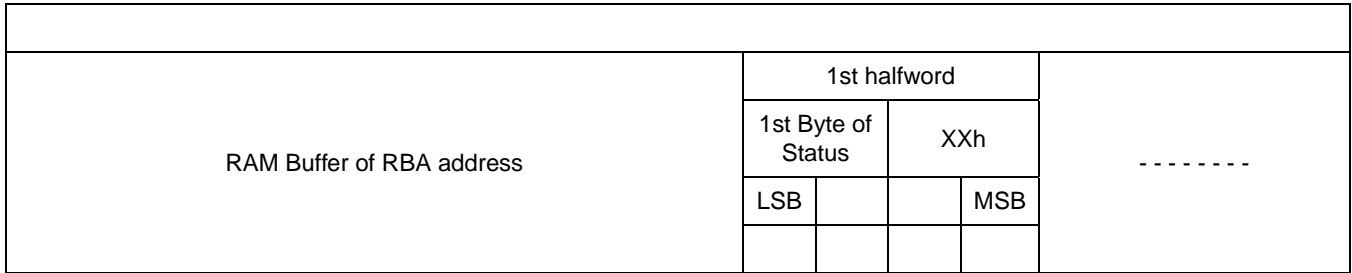 1st halfword
1st Byte of
Status
XXh
RAM Buffer of RBA address
- - - - - - - -
LSB
MSB